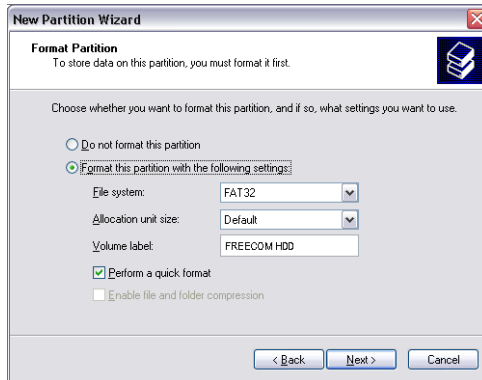 New Partition Wizard
Format Partition
To store data on this partition, you must format it first.
Choose whether you want to format this partition, and if so, what settings you want to use.
Do not format this partition
Format this partition with the following settings:
File system: FAT32
Allocation unit size: Default
Volume label: FREECOM HDD
Perform a quick format
Enable file and folder compression
< Back Next > Cancel